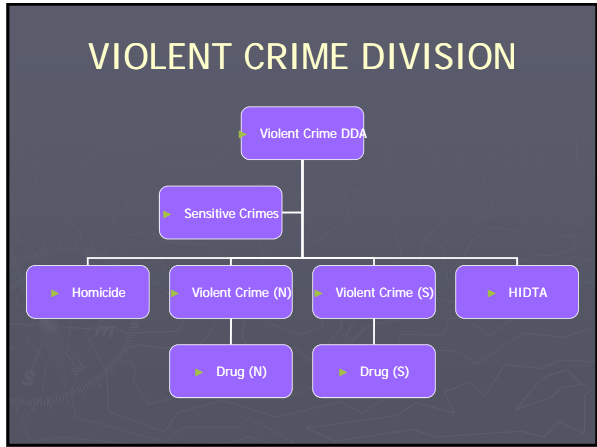 VIOLENT CRIME DIVISION
► Violent Crime DDA
► Sensitive Crimes
► Homicide
► Violent Crime (N)
► Violent Crime (S)
► HIDTA
► Drug (N)
► Drug (S)
m
S